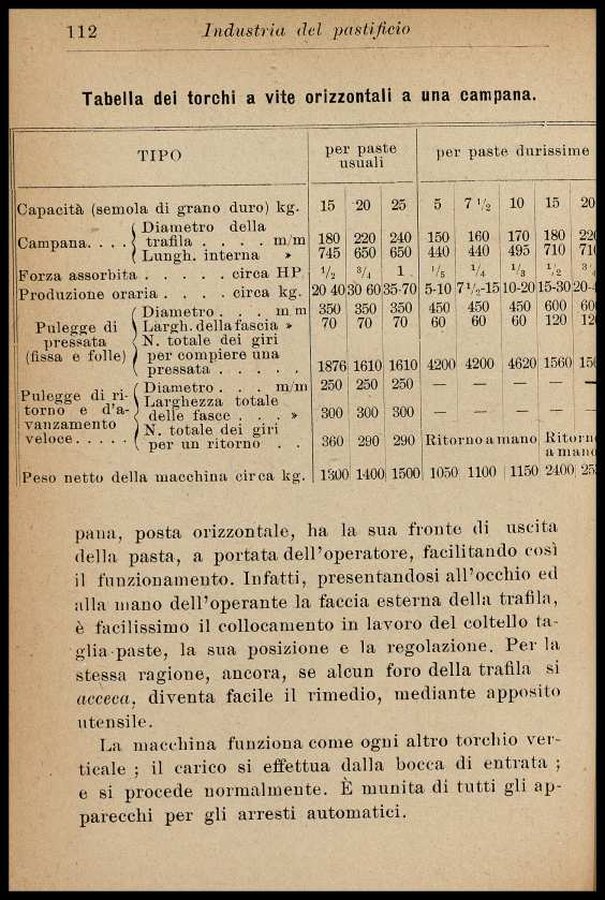 112 Industria del pastificio
Tabella dei torchi a vite orizzontali a una campana.
TIPO per paste usuali per paste durissime
Capacità (semola di grano duro) kg. 15 20 25 5 7 1/2 10 15 20
Campana. . . . { Diametro della
trafila . . . . m/m 180 220 240 150 160 170 180
Lungh. interna » 745 650 650 440 440 495 710
Forza assorbita . . . . . circa HP 1/2 3/4 1 1/5 1/4 1/3 1/2
Produzione oraria . . . . circa kg. 20 40 30 60 35-70 5-10 7 1/2-15 10-20 15-30
Pulegge di pressata (fissa e folle) { Diametro . . . m m 350 350 350 450 450 450 600
Largh. della fascia » 70 70 70 60 60 60 120
N. totale dei giri
per compiere una
pressata . . . . . 1876 1610 1610 4200 4200 4620 1560
Pulegge di ritorno e d'avanzamento veloce . . . . . { Diametro . . . m/m 250 250 250 — — — — —
Larghezza totale
delle fasce . . . » 300 300 300 — — — — —
N. totale dei giri
per un ritorno . . 360 290 290 Ritorno a mano
Peso netto della macchina circa kg. 1300 1400 1500 1050 1100 1150 2400
pana, posta orizzontale, ha la sua fronte di uscita
della pasta, a portata dell'operatore, facilitando così
il funzionamento. Infatti, presentandosi all'occhio ed
alla mano dell'operante la faccia esterna della trafila,
è facilissimo il collocamento in lavoro del coltello ta-
glia-paste, la sua posizione e la regolazione. Per la
stessa ragione, ancora, se alcun foro della trafila si
acceca, diventa facile il rimedio, mediante apposito
utensile.
La macchina funziona come ogni altro torchio ver-
ticale ; il carico si effettua dalla bocca di entrata ;
e si procede normalmente. È munita di tutti gli ap-
parecchi per gli arresti automatici.